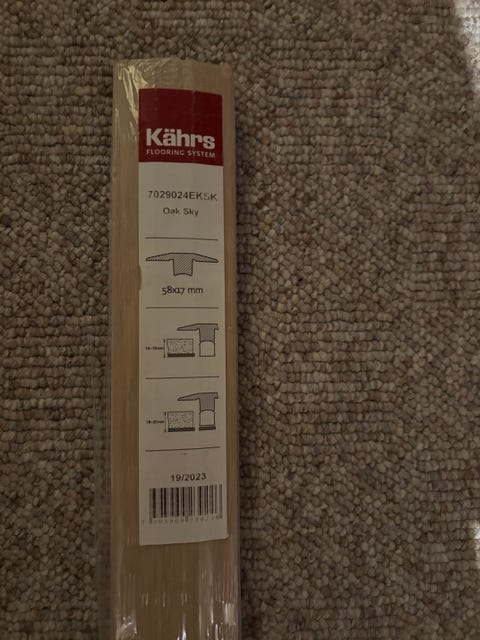 Kährs
FLOORING SYSTEM
7029024EKSK
Oak Sky
58x17 mm
19/2023